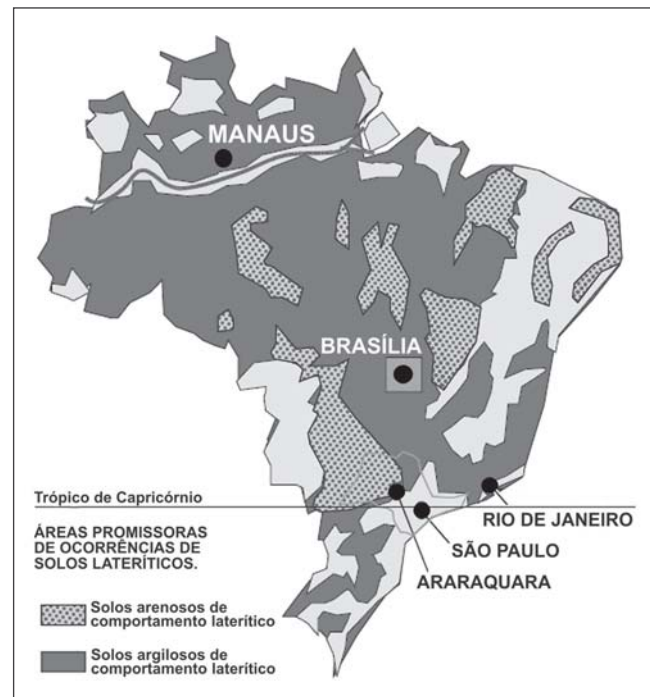 MANAUS
BRASÍLIA
Trópico de Capricórnio
RIO DE JANEIRO
SÃO PAULO
ARARAQUARA
ÁREAS PROMISSORAS
DE OCORRÊNCIAS DE
SOLOS LATERÍTICOS.
Solos arenosos de
comportamento laterítico
Solos argilosos de
comportamento laterítico